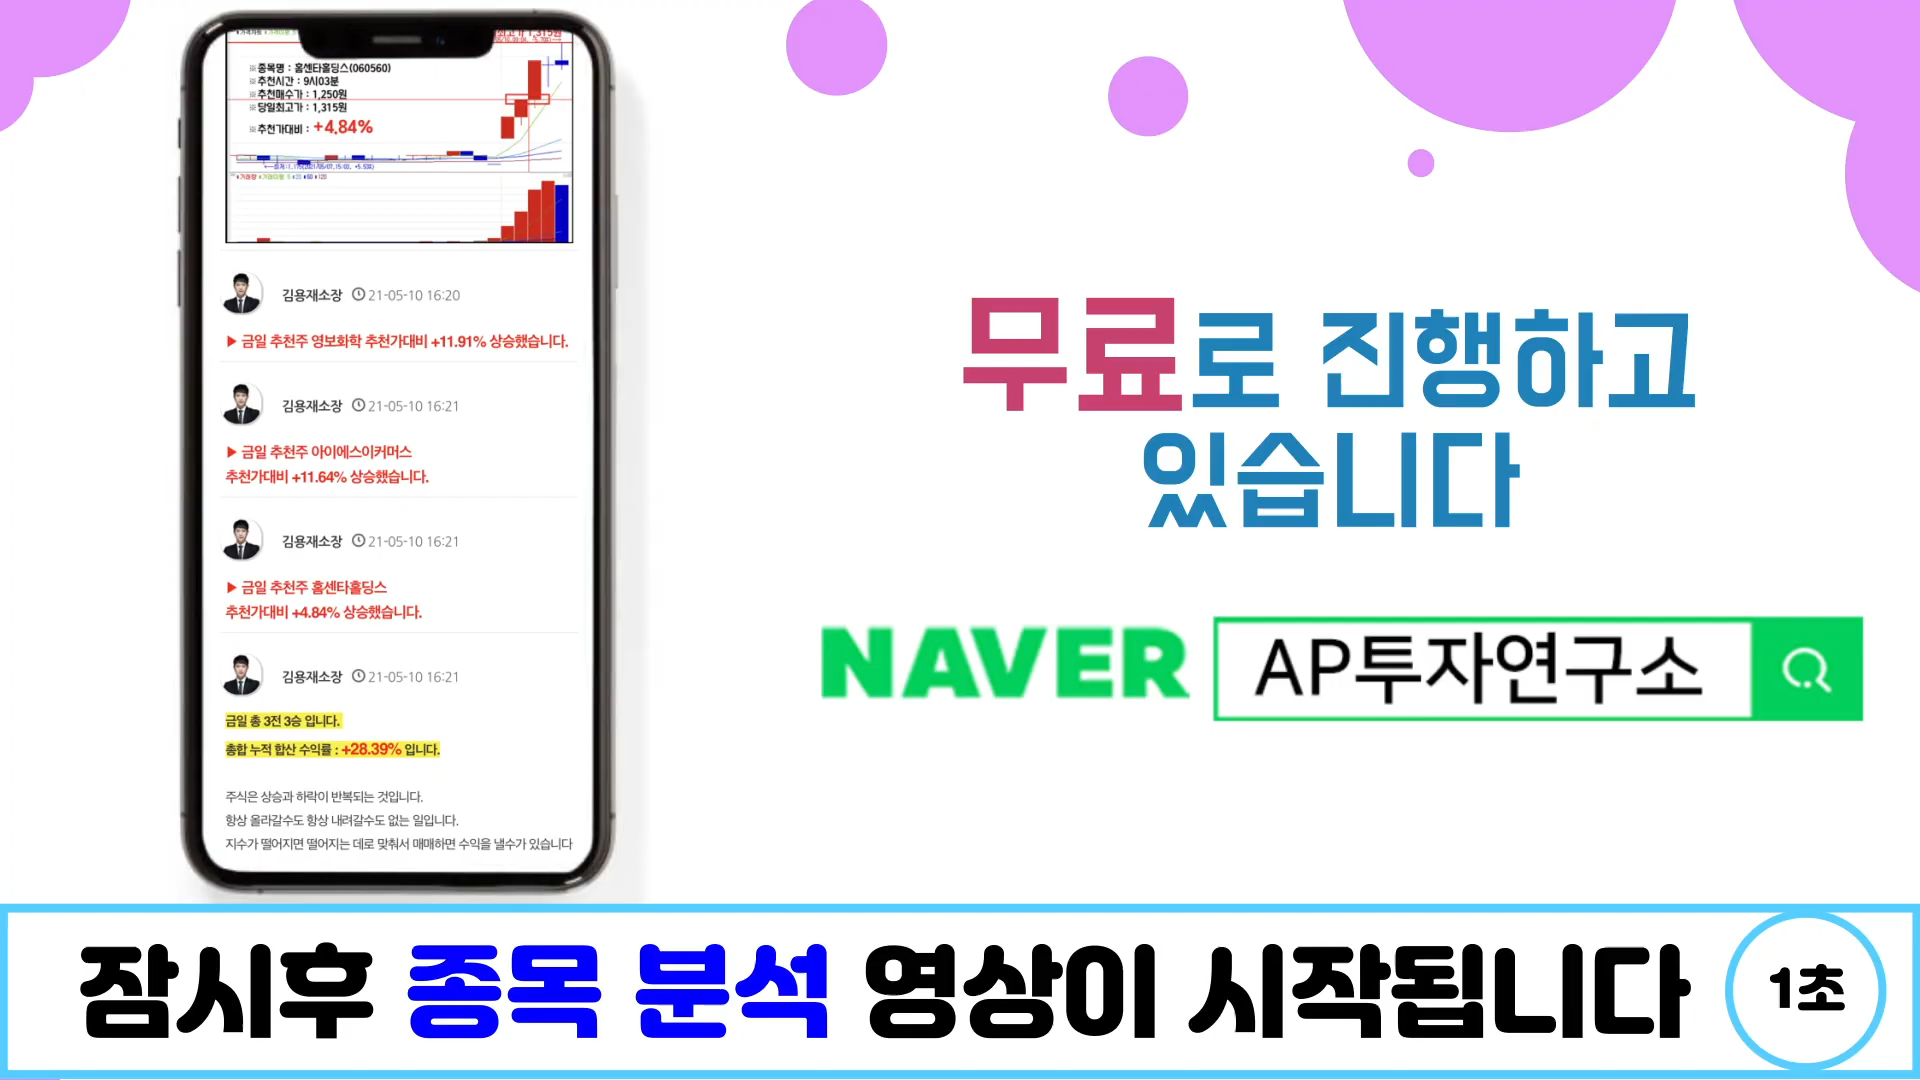 ※종목명 : 홈센타홀딩스(060560)
※추천시간 : 9시03분
※추천매수가 : 1,250원
※당일최고가 : 1,315원
※추천가대비 : +4.84%
김용재소장 21-05-10 16:20
▶ 금일 추천주 영보화학 추천가대비 +11.91% 상승했습니다.
김용재소장 21-05-10 16:21
▶ 금일 추천주 아이에스이커머스
추천가대비 +11.64% 상승했습니다.
김용재소장 21-05-10 16:21
▶ 금일 추천주 홈센타홀딩스
추천가대비 +4.84% 상승했습니다.
김용재소장 21-05-10 16:21
금일 총 3전 3승 입니다.
총합 누적 합산 수익률 : +28.39% 입니다.
주식은 상승과 하락이 반복되는 것입니다.
항상 올라갈수도 항상 내려갈수도 없는 일입니다.
지수가 떨어지면 떨어지는 데로 맞춰서 매매하면 수익을 낼수가 있습니다
무료로 진행하고
있습니다
NAVER AP투자연구소
잠시후 종목 분석 영상이 시작됩니다 1초